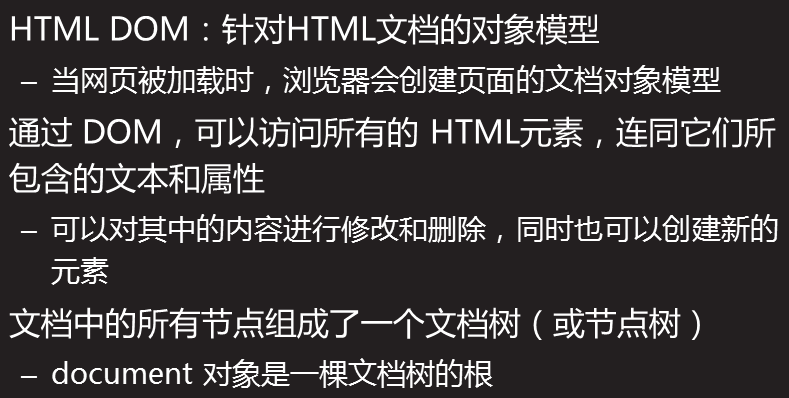 HTML DOM：针对HTML文档的对象模型
– 当网页被加载时，浏览器会创建页面的文档对象模型
通过 DOM，可以访问所有的 HTML元素，连同它们所
包含的文本和属性
– 可以对其中的内容进行修改和删除，同时也可以创建新的
元素
文档中的所有节点组成了一个文档树（或节点树）
– document 对象是一棵文档树的根